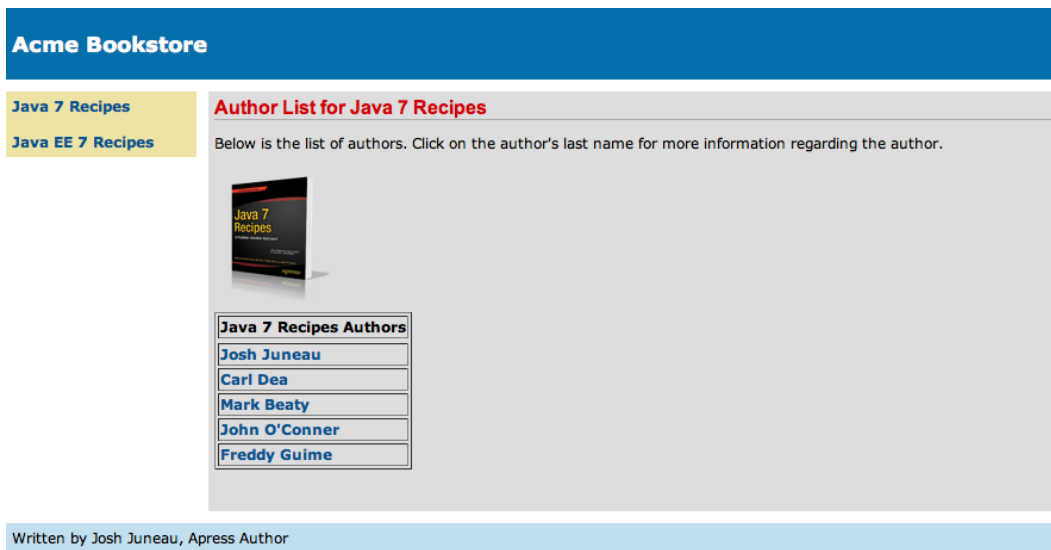 Acme Bookstore
Java 7 Recipes
Java EE 7 Recipes
Author List for Java 7 Recipes
Below is the list of authors. Click on the author's last name for more information regarding the author.
Java 7
Recipes
Apress
Java 7 Recipes Authors
Josh Juneau
Carl Dea
Mark Beaty
John O'Conner
Freddy Guime
Written by Josh Juneau, Apress Author